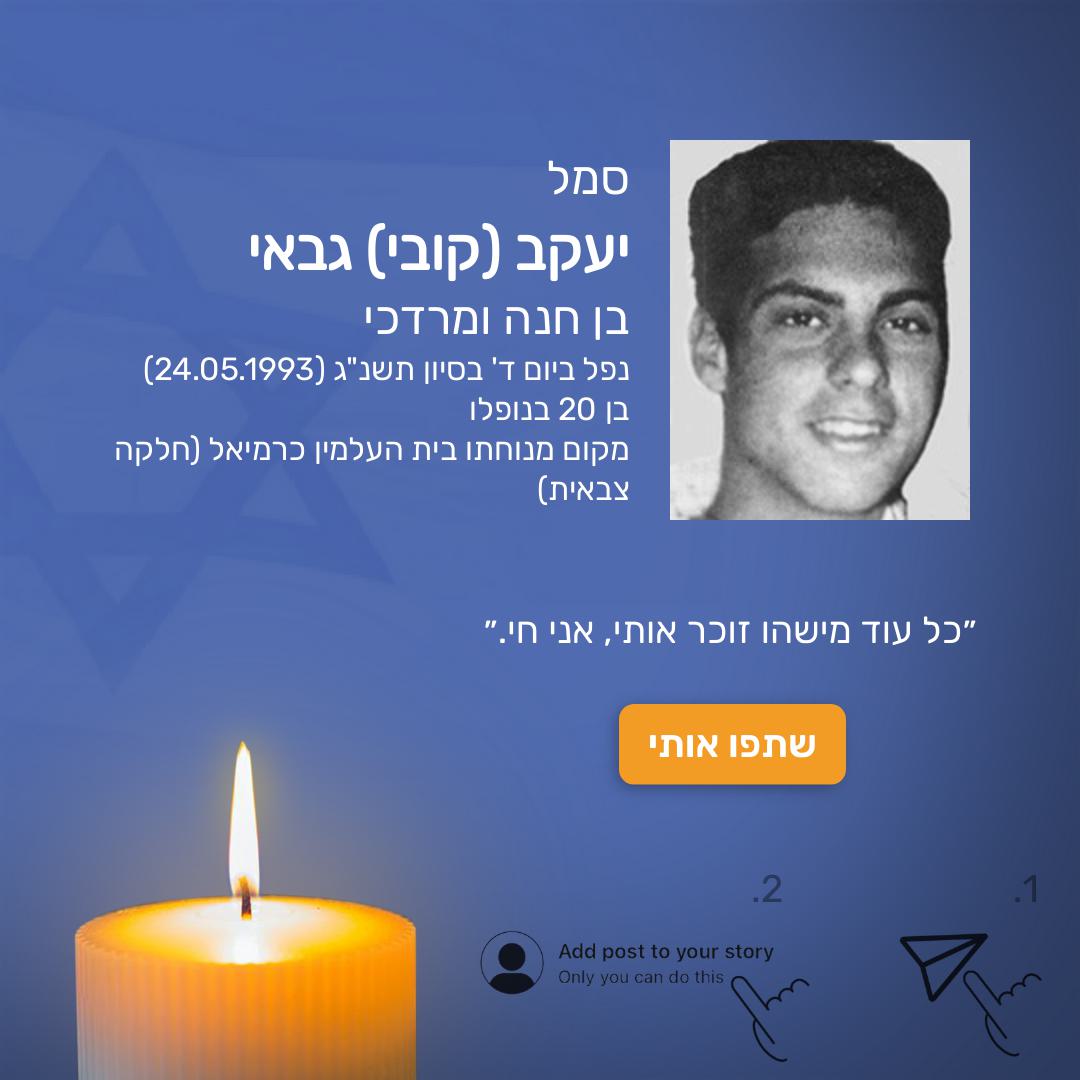 סמל
יעקב (קובי) גבאי
בן חנה ומרדכי
נפל ביום ד' בסיון תשנ"ג (24.05.1993)
בן 20 בנופלו
מקום מנוחתו בית העלמין כרמיאל (חלקה
צבאית)
״כל עוד מישהו זוכר אותי, אני חי.״
שתפו אותי
1.
2.
Add post to your story
Only you can do this